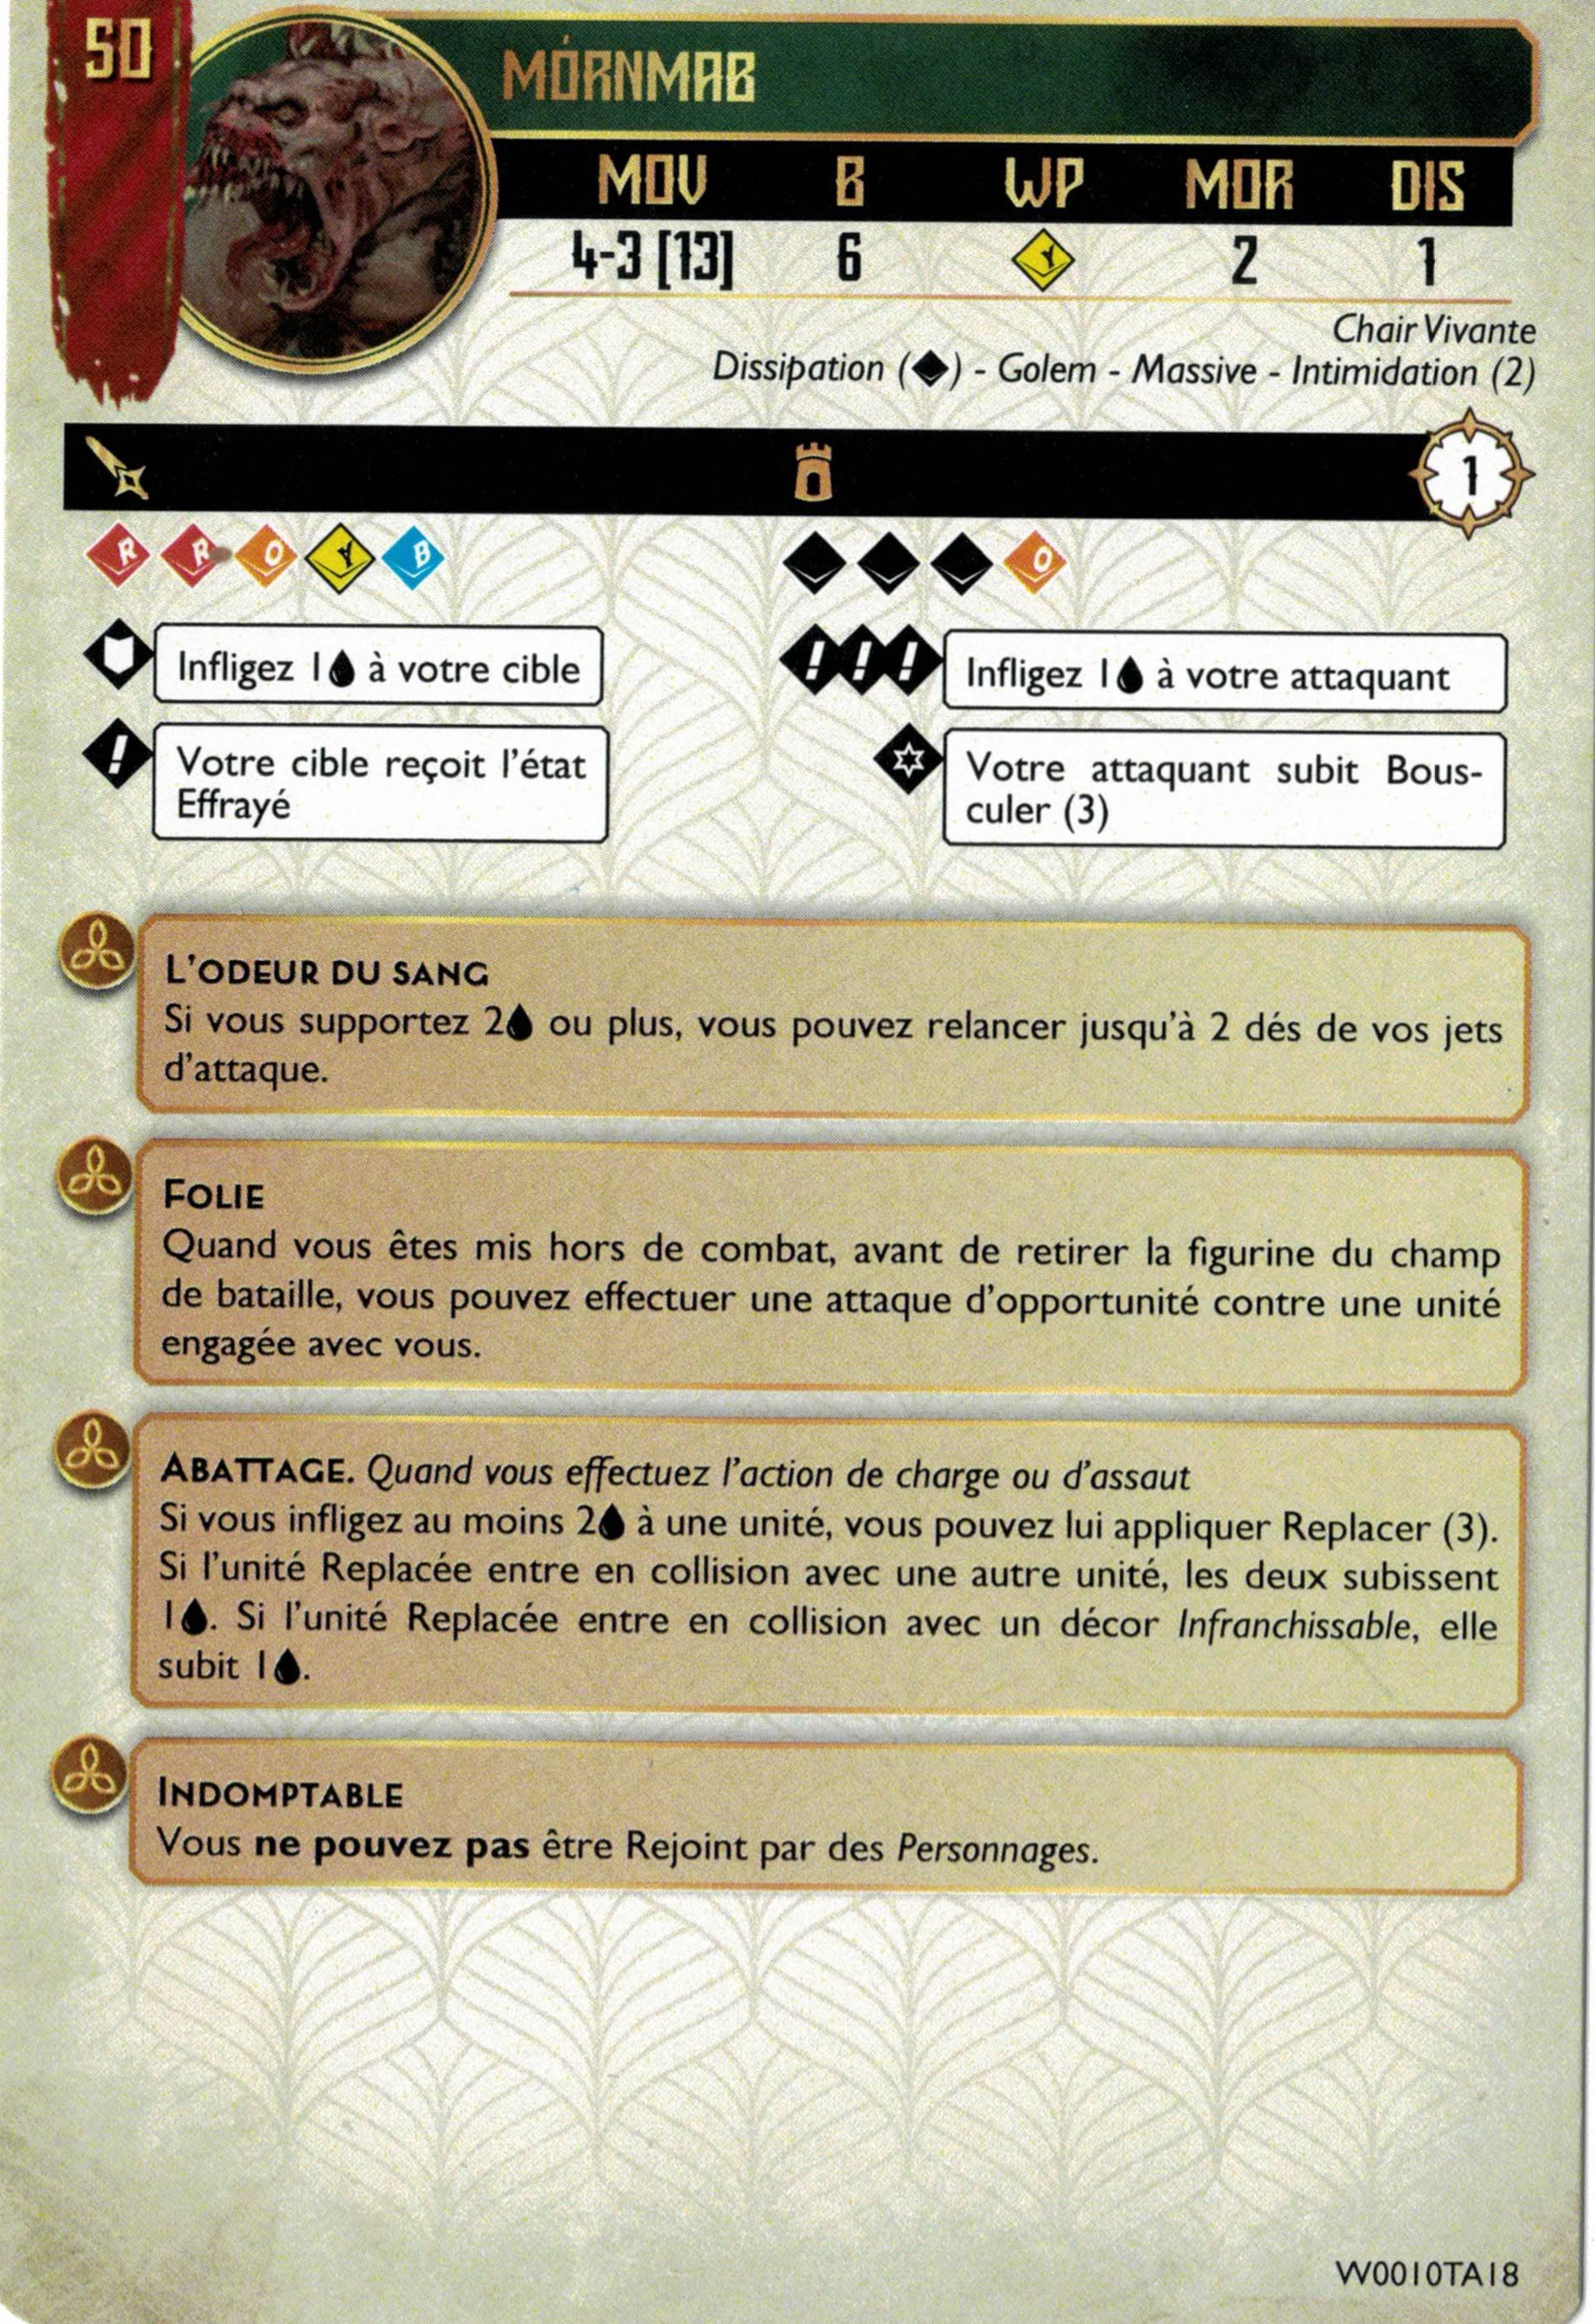 50
MÓRNMAB
MOV B WP MOR DIS
4-3 [13] 6 Y 2 1
Chair Vivante
Dissipation (◆) - Golem - Massive - Intimidation (2)
1
R R O Y B
O
Infligez 1 à votre cible
! ! ! Infligez 1 à votre attaquant
! Votre cible reçoit l'état
Effrayé
Votre attaquant subit Bous-
culer (3)
L'ODEUR DU SANG
Si vous supportez 2 ou plus, vous pouvez relancer jusqu'à 2 dés de vos jets
d'attaque.
FOLIE
Quand vous êtes mis hors de combat, avant de retirer la figurine du champ
de bataille, vous pouvez effectuer une attaque d'opportunité contre une unité
engagée avec vous.
ABATTAGE. Quand vous effectuez l'action de charge ou d'assaut
Si vous infligez au moins 2 à une unité, vous pouvez lui appliquer Replacer (3).
Si l'unité Replacée entre en collision avec une autre unité, les deux subissent
1. Si l'unité Replacée entre en collision avec un décor Infranchissable, elle
subit 1.
INDOMPTABLE
Vous ne pouvez pas être Rejoint par des Personnages.
W0010TA18